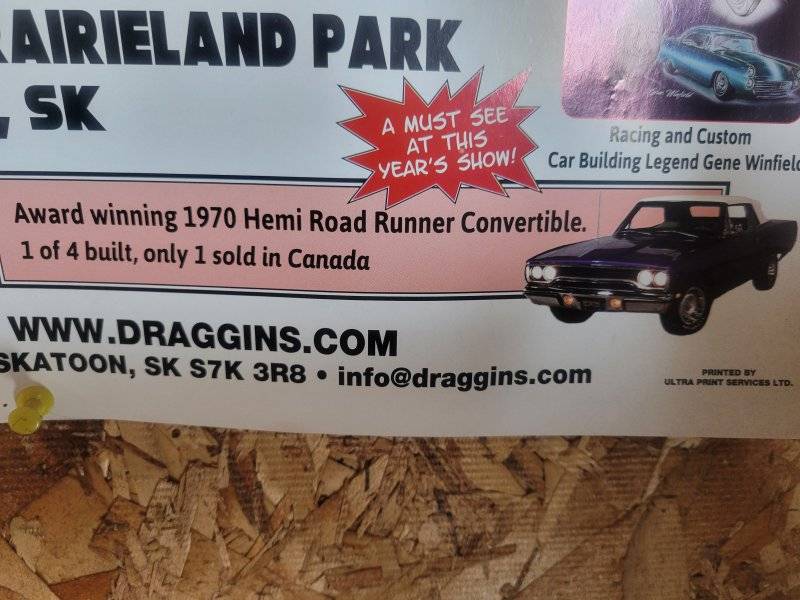 RAIRIELAND PARK
, SK
A MUST SEE
AT THIS
YEAR'S SHOW!
Racing and Custom
Car Building Legend Gene Winfield
Award winning 1970 Hemi Road Runner Convertible.
1 of 4 built, only 1 sold in Canada
WWW.DRAGGINS.COM
SKATOON, SK S7K 3R8 • info@draggins.com
PRINTED BY
ULTRA PRINT SERVICES LTD.